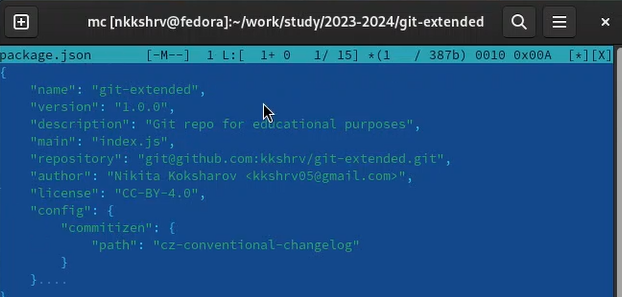 mc [nkkshrv@fedora]:~/work/study/2023-2024/git-extended
package.json [-M--] 1 L:[ 1+ 0 1/ 15] *(1 / 387b) 0010 0x00A [*][X]
{
"name": "git-extended",
"version": "1.0.0",
"description": "Git repo for educational purposes",
"main": "index.js",
"repository": "git@github.com:kkshrv/git-extended.git",
"author": "Nikita Koksharov <kkshrv05@gmail.com>",
"license": "CC-BY-4.0",
"config": {
"commitizen": {
"path": "cz-conventional-changelog"
}
}....
}